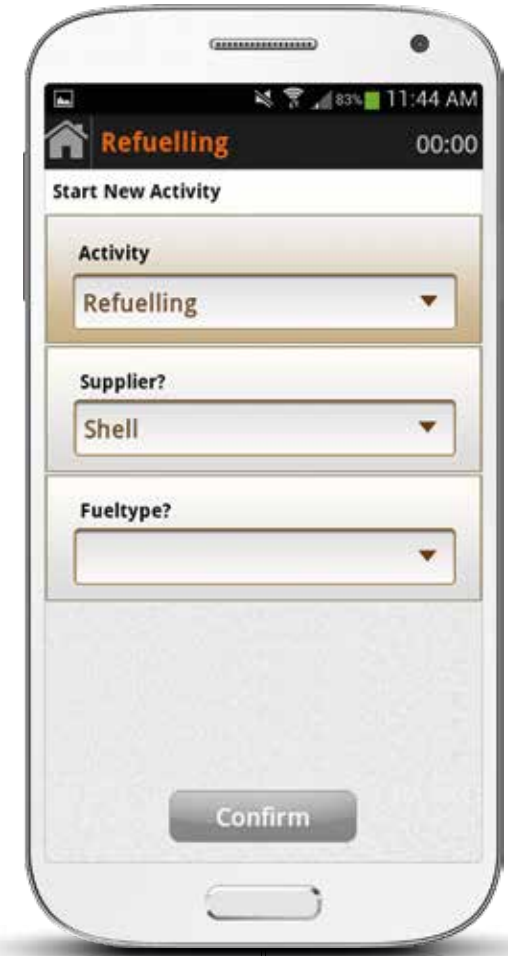 83% 11:44 AM
Refuelling 00:00
Start New Activity
Activity
Refuelling
Supplier?
Shell
Fueltype?
Confirm